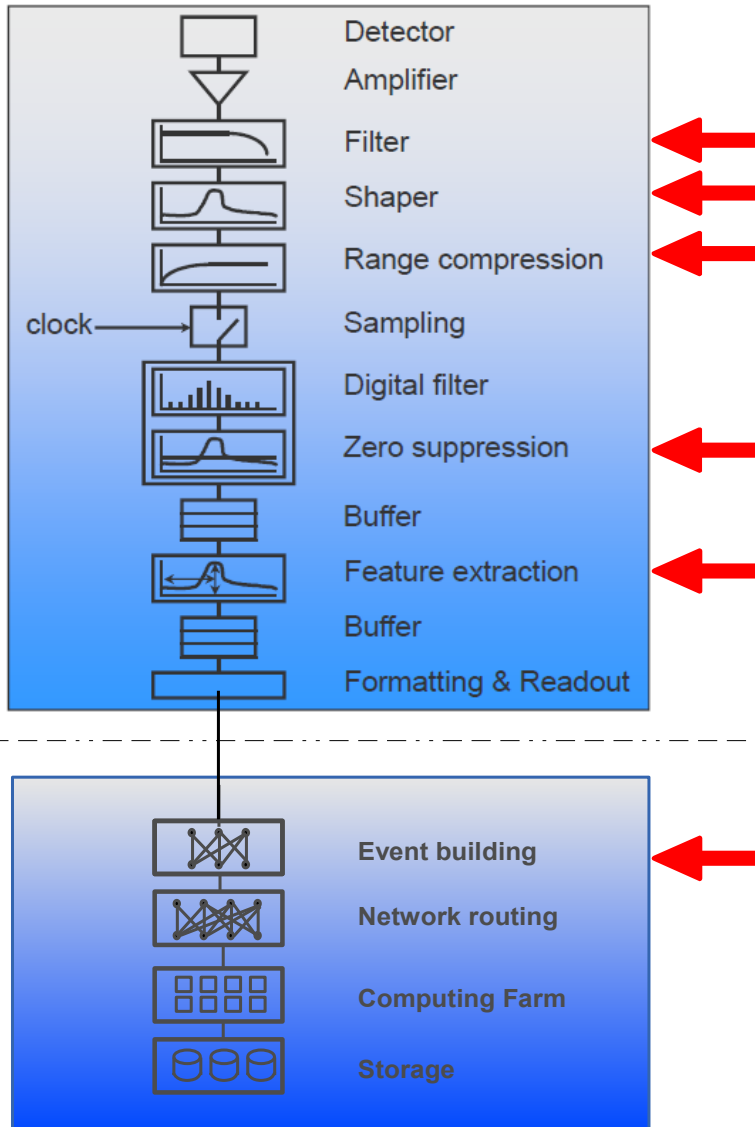 Detector
Amplifier
Filter
Shaper
Range compression
clock
Sampling
Digital filter
Zero suppression
Buffer
Feature extraction
Buffer
Formatting & Readout
Event building
Network routing
Computing Farm
Storage